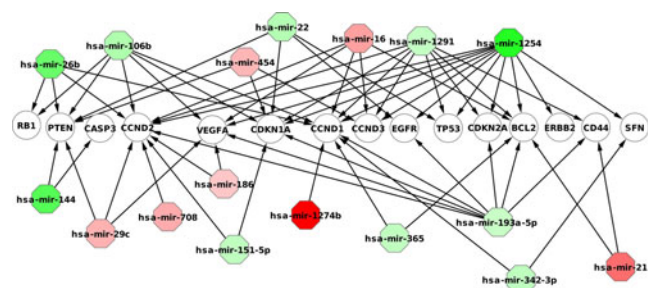 hsa-mir-22
hsa-mir-106b
hsa-mir-16
hsa-mir-1291
hsa-mir-1254
hsa-mir-26b
hsa-mir-454
RB1
PTEN
CASP3
CCND2
VEGFA
CDKN1A
CCND1
CCND3
EGFR
TP53
CDKN2A
BCL2
ERBB2
CD44
SFN
hsa-mir-144
hsa-mir-186
hsa-mir-29c
hsa-mir-708
hsa-mir-1274b
hsa-mir-193a-5p
hsa-mir-151-5p
hsa-mir-365
hsa-mir-21
hsa-mir-342-3p